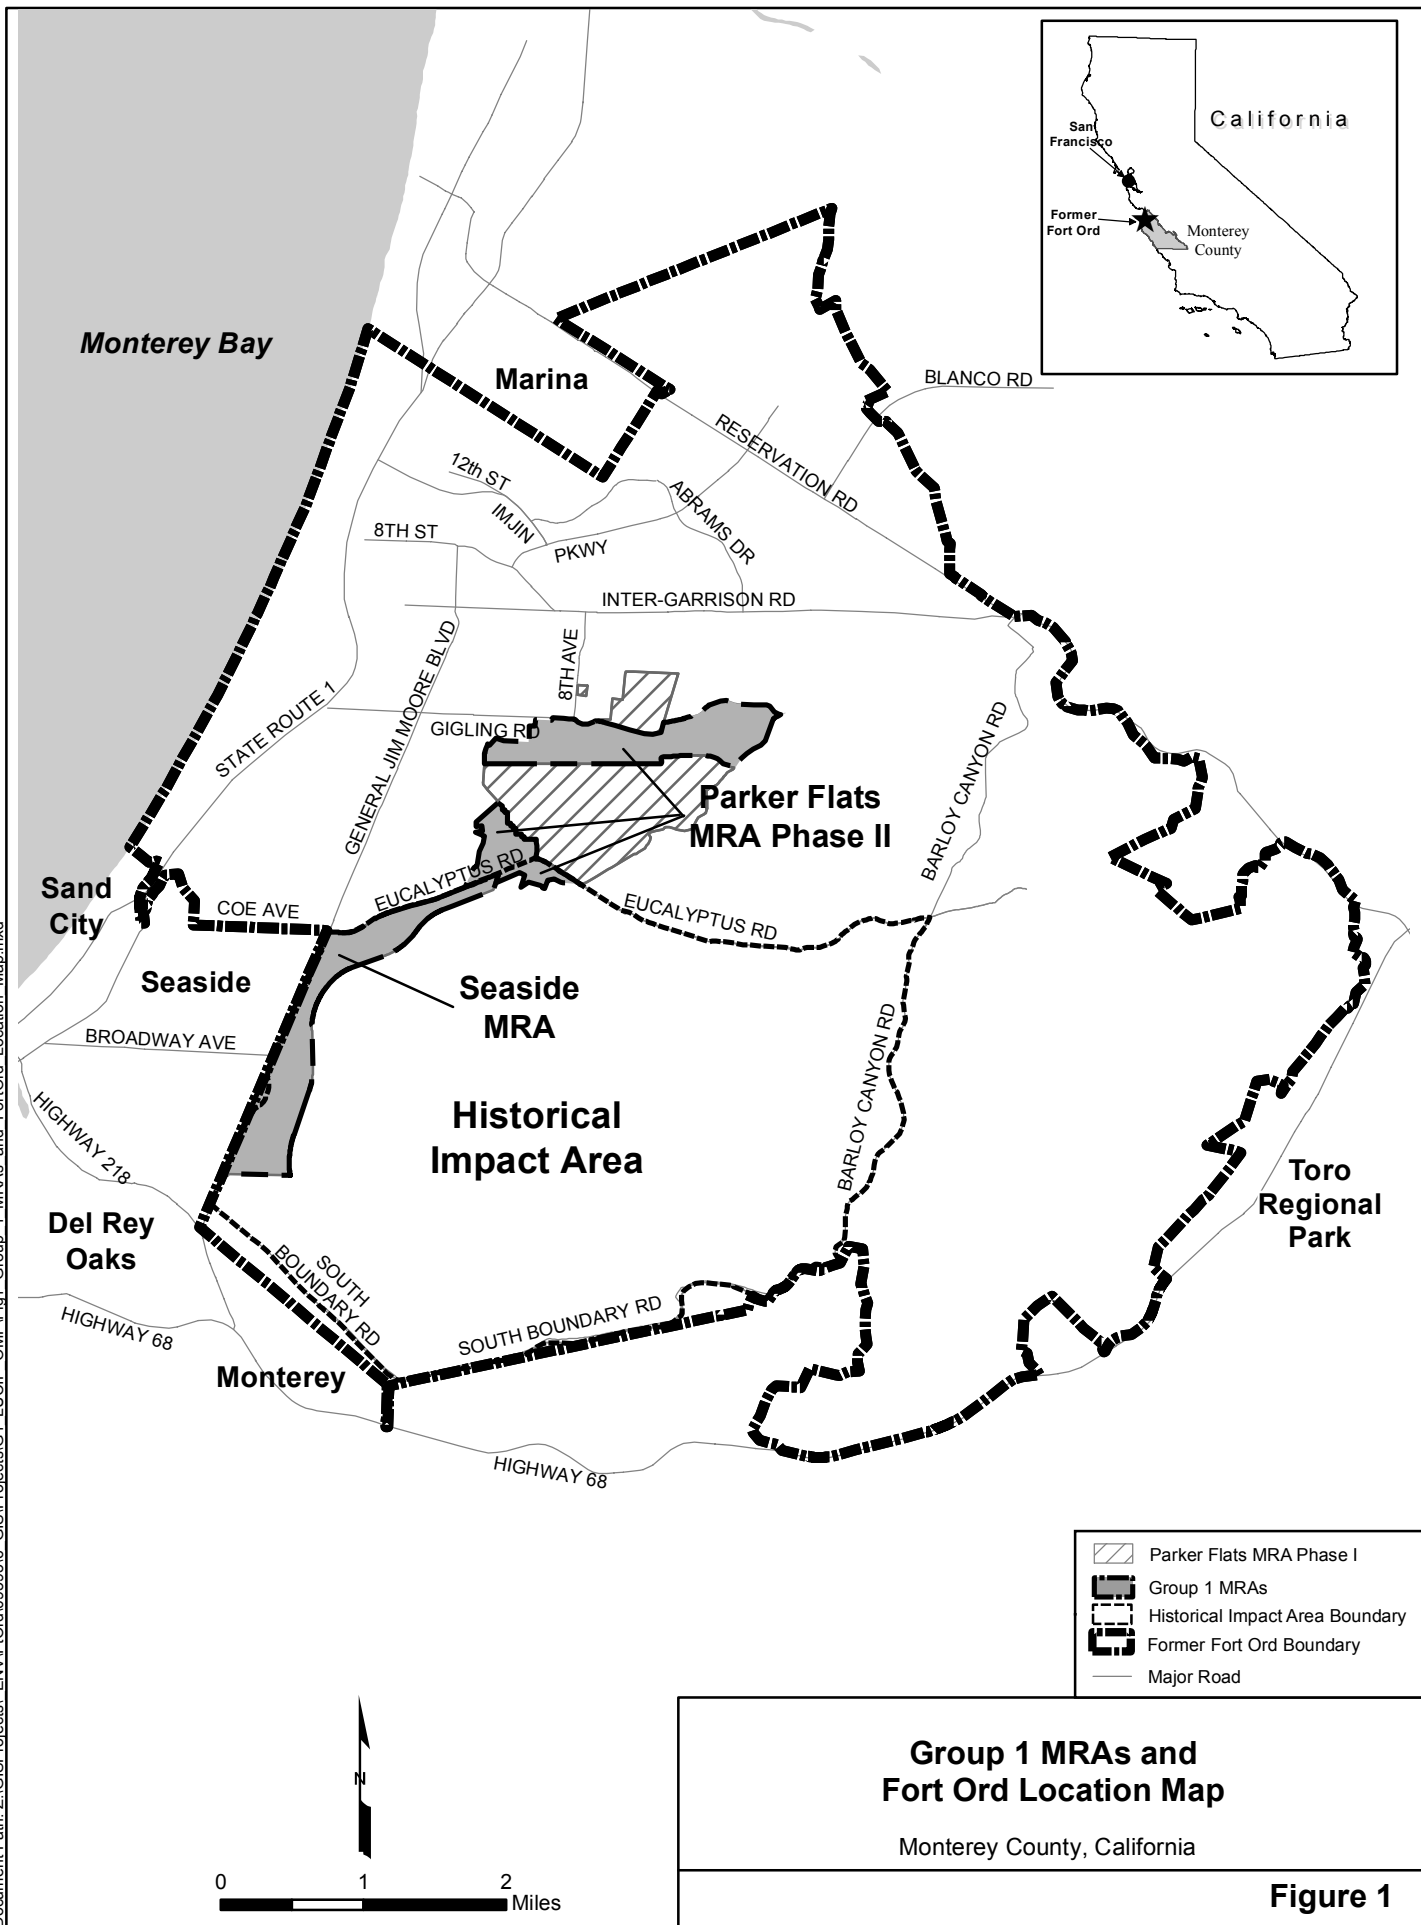 California
San
Francisco
Former
Fort Ord
Monterey
County
Monterey Bay
Marina
BLANCO RD
RESERVATION RD
12th ST
IMJIN
ABRAMS DR
8TH ST
PKWY
INTER-GARRISON RD
8TH AVE
GENERAL JIM MOORE BLVD
STATE ROUTE 1
GIGLING RD
BARLOY CANYON RD
Parker Flats
MRA Phase II
EUCALYPTUS RD
EUCALYPTUS RD
Sand
City
COE AVE
Seaside
Seaside
MRA
BROADWAY AVE
BARLOY CANYON RD
HIGHWAY 218
Historical
Impact Area
Toro
Regional
Park
Del Rey
Oaks
SOUTH
BOUNDARY RD
SOUTH BOUNDARY RD
HIGHWAY 68
Monterey
HIGHWAY 68
Parker Flats MRA Phase I
Group 1 MRAs
Historical Impact Area Boundary
Former Fort Ord Boundary
Major Road
N
0 1 2
Miles
Group 1 MRAs and
Fort Ord Location Map
Monterey County, California
Figure 1